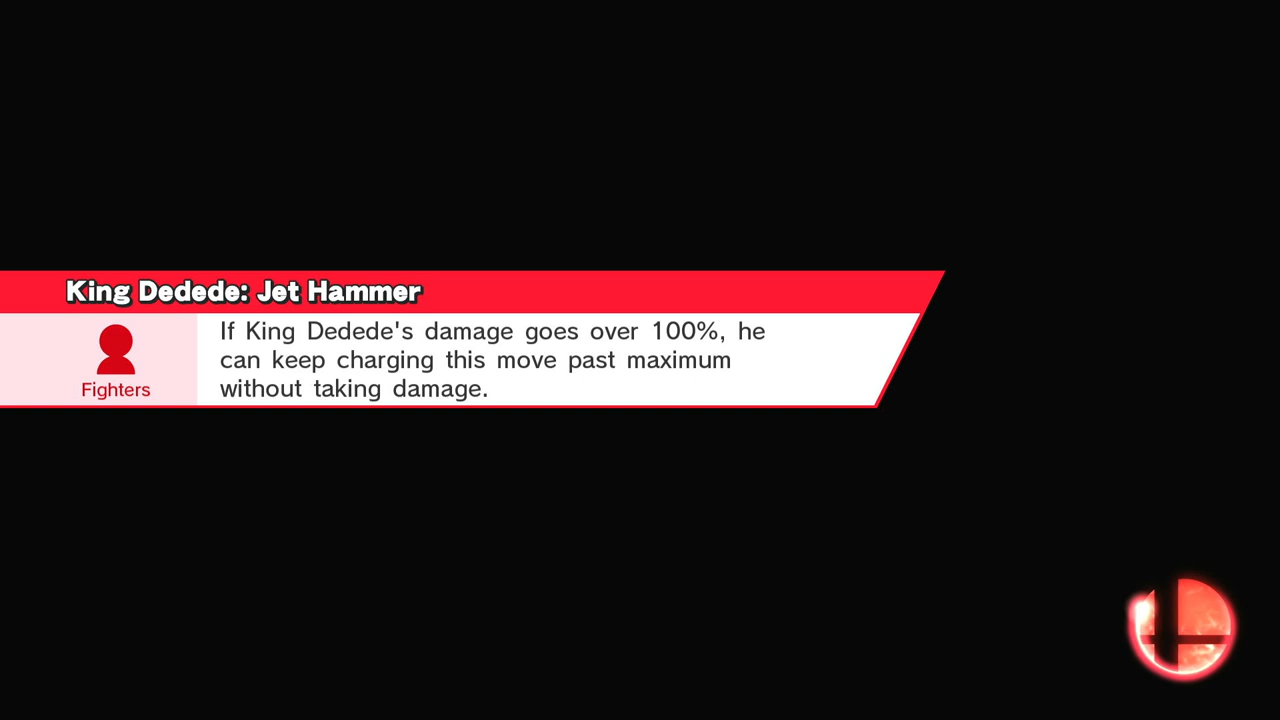 King Dedede: Jet Hammer
Fighters
If King Dedede's damage goes over 100%, he
can keep charging this move past maximum
without taking damage.